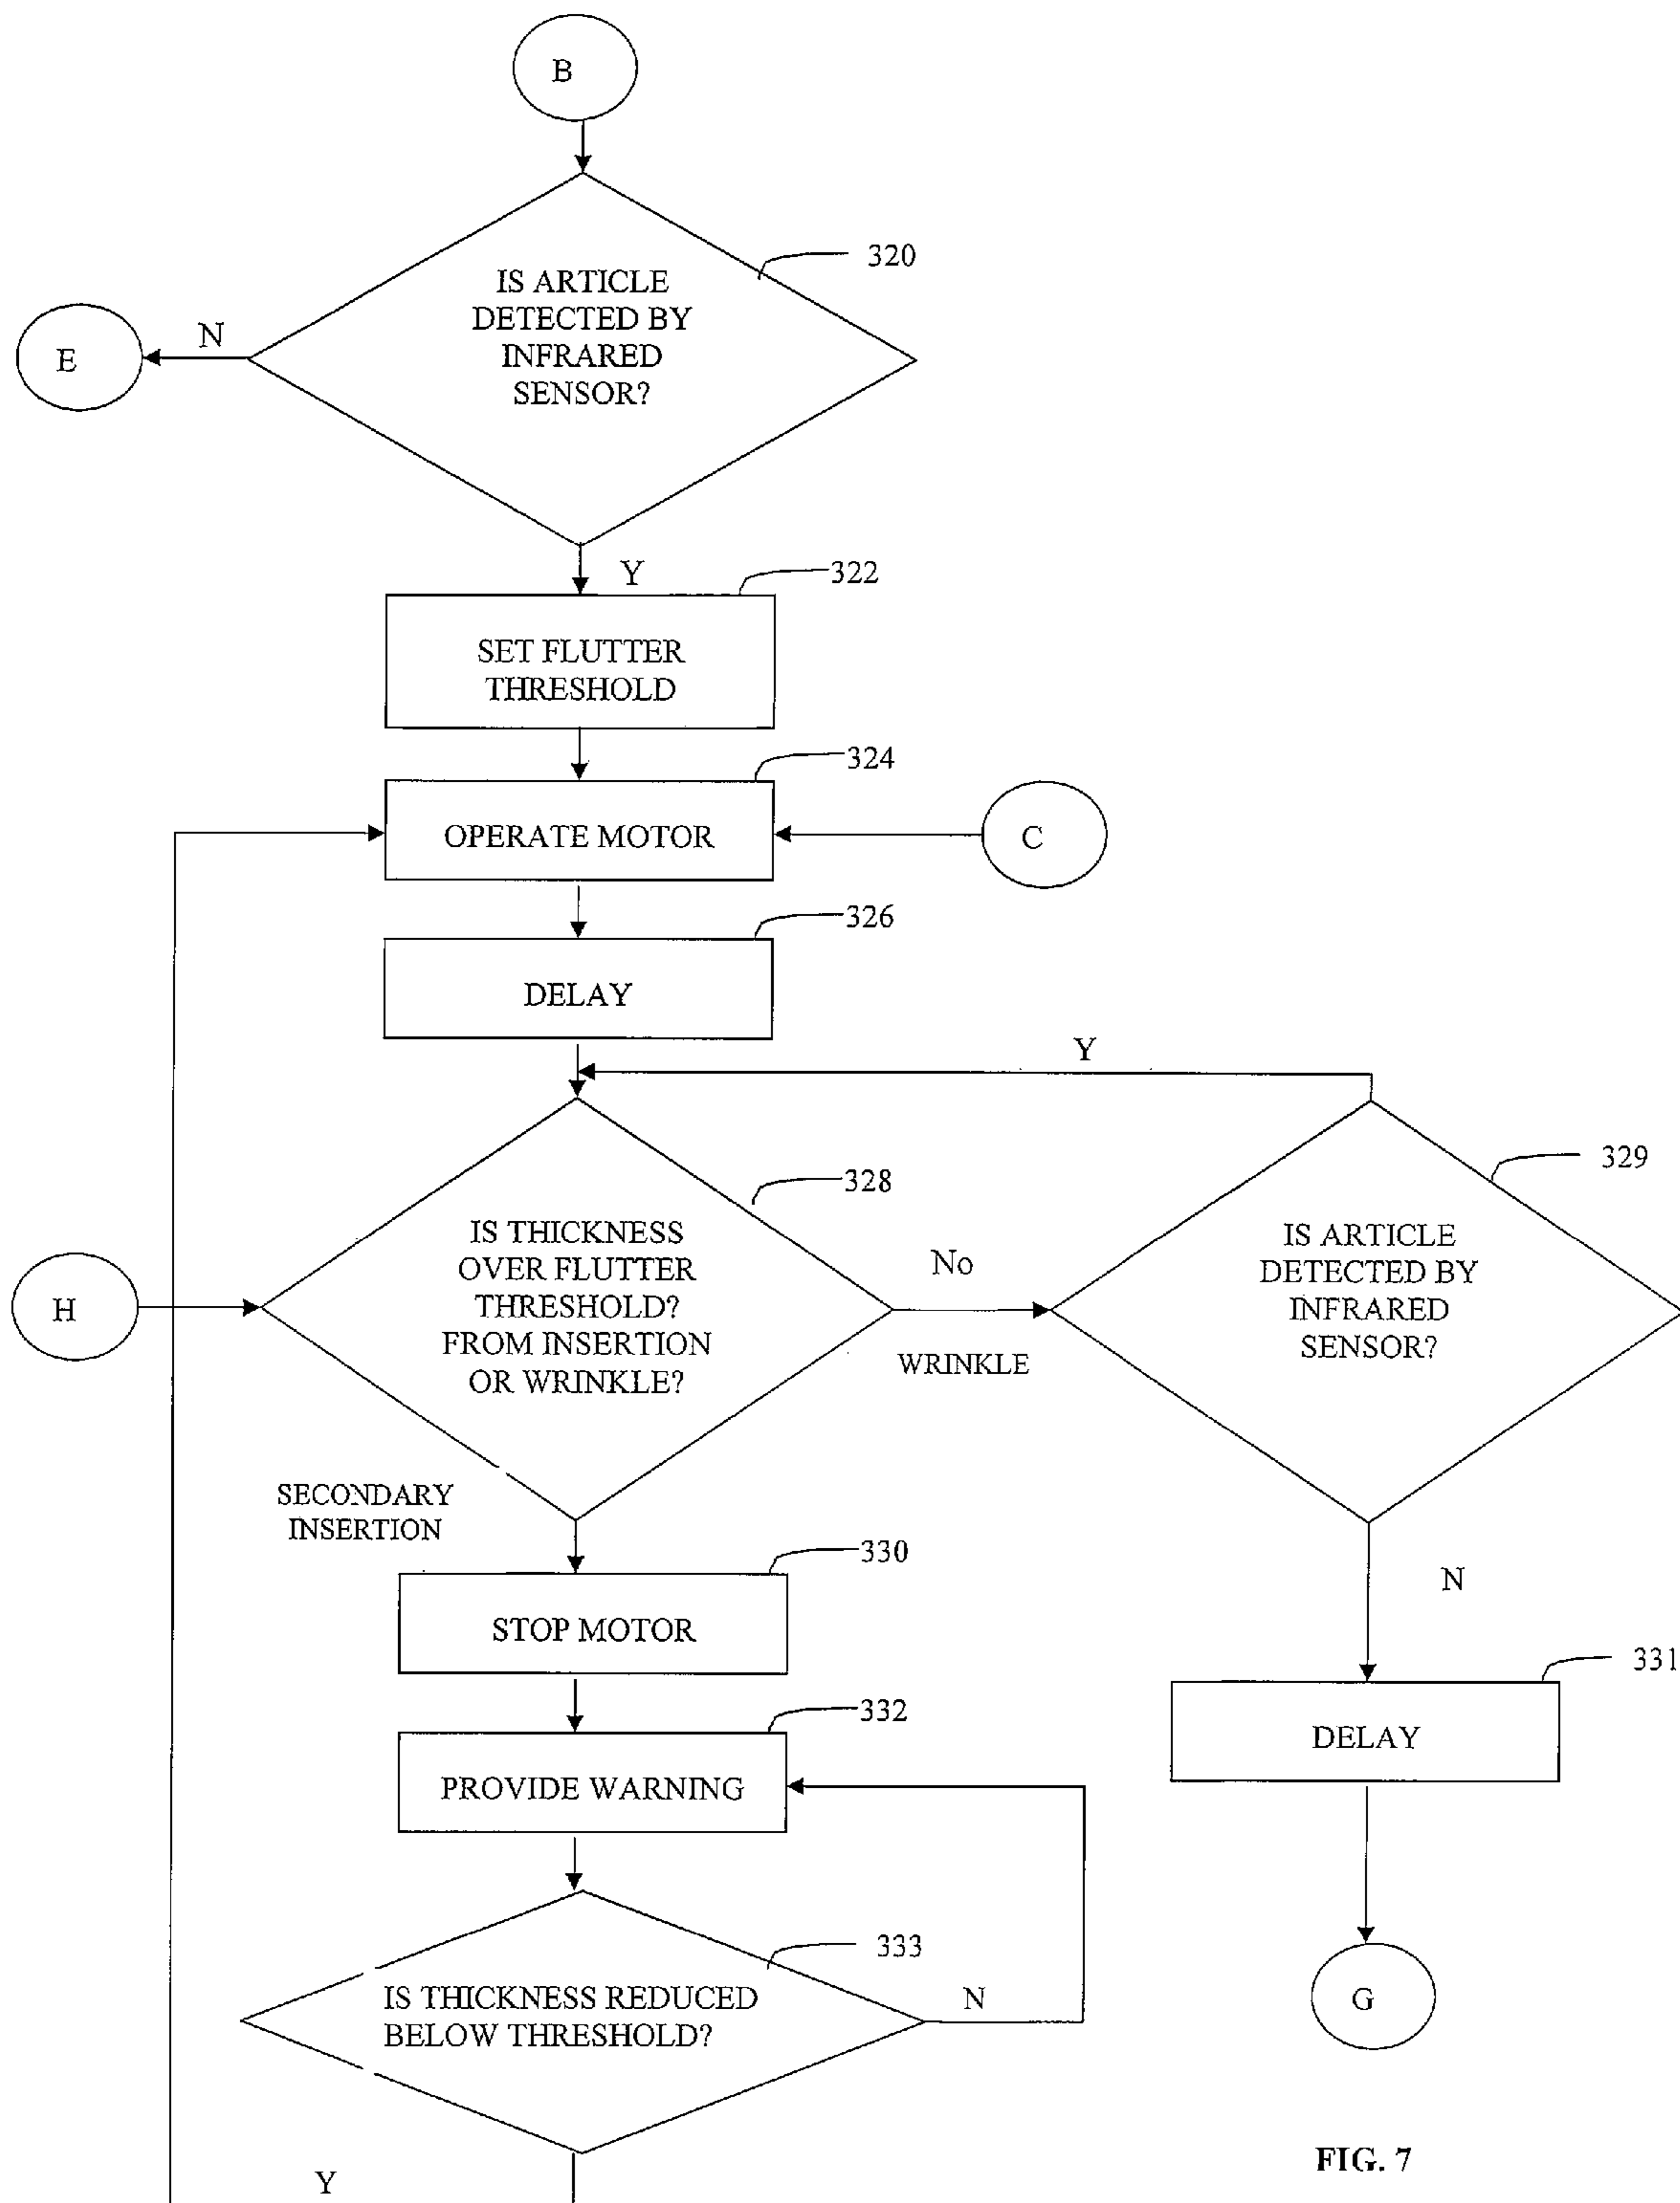 B
320
IS ARTICLE
DETECTED BY
INFRARED
SENSOR?
N
E
Y
322
SET FLUTTER
THRESHOLD
324
OPERATE MOTOR
C
326
DELAY
Y
328
IS THICKNESS
OVER FLUTTER
THRESHOLD?
FROM INSERTION
OR WRINKLE?
H
No
WRINKLE
329
IS ARTICLE
DETECTED BY
INFRARED
SENSOR?
SECONDARY
INSERTION
N
330
STOP MOTOR
331
DELAY
332
PROVIDE WARNING
333
IS THICKNESS REDUCED
BELOW THRESHOLD?
N
G
Y
FIG. 7